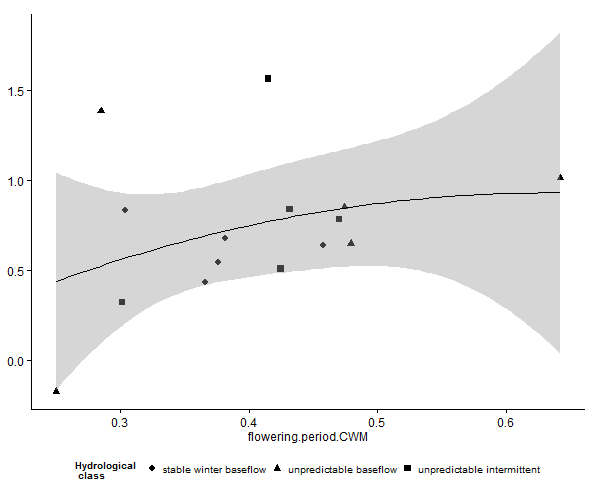 1.5
1.0
0.5
0.0
0.3 0.4 0.5 0.6
flowering.period.CWM
Hydrological
class
stable winter baseflow unpredictable baseflow unpredictable intermittent